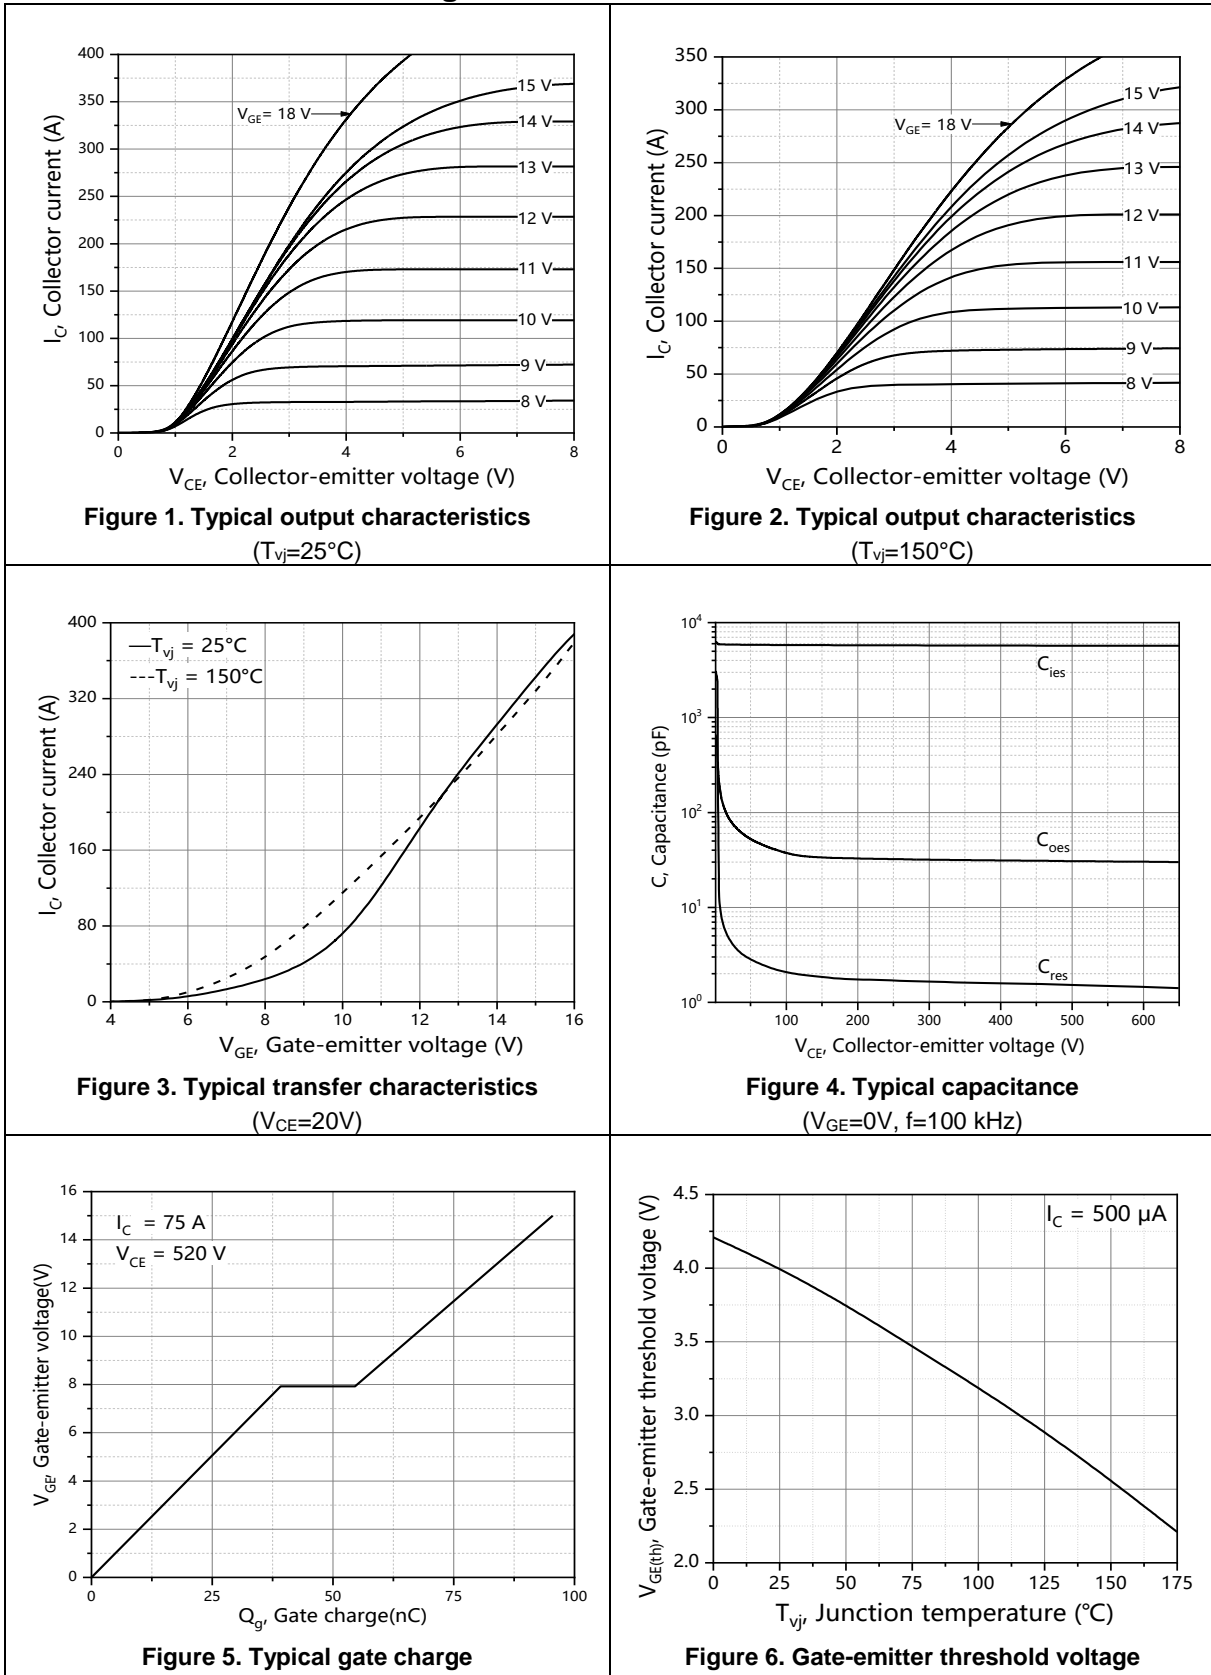 400
350
300
250
200
150
100
50
0
0
2
4
6
8
I_C, Collector current (A)
V_GE= 18 V
15 V
14 V
13 V
12 V
11 V
10 V
9 V
8 V
V_CE, Collector-emitter voltage (V)
Figure 1. Typical output characteristics
(T_vj=25°C)
350
300
250
200
150
100
50
0
0
2
4
6
8
I_C, Collector current (A)
V_GE= 18 V
15 V
14 V
13 V
12 V
11 V
10 V
9 V
8 V
V_CE, Collector-emitter voltage (V)
Figure 2. Typical output characteristics
(T_vj=150°C)
400
320
240
160
80
0
4
6
8
10
12
14
16
I_C, Collector current (A)
—T_vj = 25°C
---T_vj = 150°C
V_GE, Gate-emitter voltage (V)
Figure 3. Typical transfer characteristics
(V_CE=20V)
10^4
10^3
10^2
10^1
10^0
100
200
300
400
500
600
C, Capacitance (pF)
C_ies
C_oes
C_res
V_CE, Collector-emitter voltage (V)
Figure 4. Typical capacitance
(V_GE=0V, f=100 kHz)
16
14
12
10
8
6
4
2
0
0
25
50
75
100
V_GE, Gate-emitter voltage(V)
I_C = 75 A
V_CE = 520 V
Q_g, Gate charge(nC)
Figure 5. Typical gate charge
4.5
4.0
3.5
3.0
2.5
2.0
0
25
50
75
100
125
150
175
V_GE(th), Gate-emitter threshold voltage (V)
I_C = 500 µA
T_vj, Junction temperature (°C)
Figure 6. Gate-emitter threshold voltage